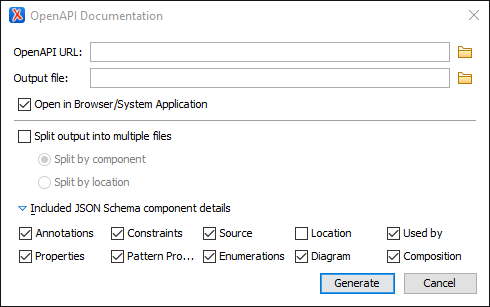 OpenAPI Documentation
OpenAPI URL:
Output file:
Open in Browser/System Application
Split output into multiple files
Split by component
Split by location
Included JSON Schema component details
Annotations Constraints Source Location Used by
Properties Pattern Pro... Enumerations Diagram Composition
Generate Cancel